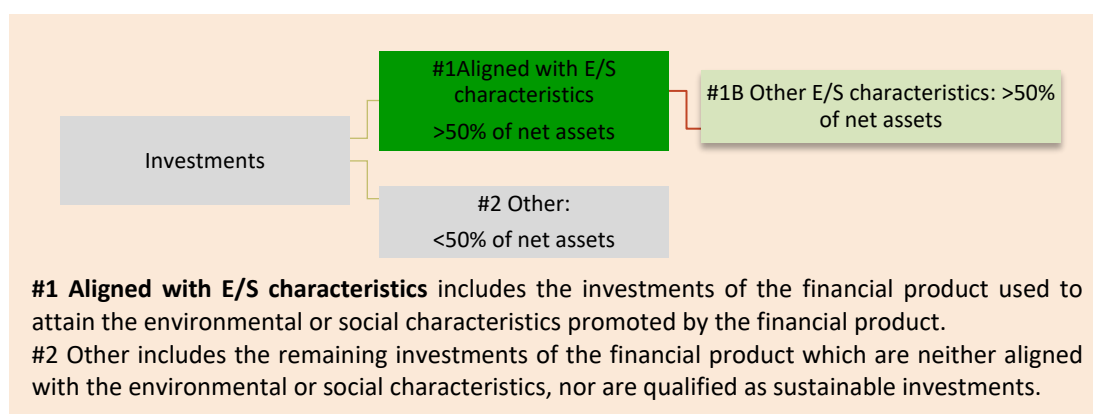 #1Aligned with E/S
characteristics
>50% of net assets
#1B Other E/S characteristics: >50%
of net assets
Investments
#2 Other:
<50% of net assets
#1 Aligned with E/S characteristics includes the investments of the financial product used to
attain the environmental or social characteristics promoted by the financial product.
#2 Other includes the remaining investments of the financial product which are neither aligned
with the environmental or social characteristics, nor are qualified as sustainable investments.